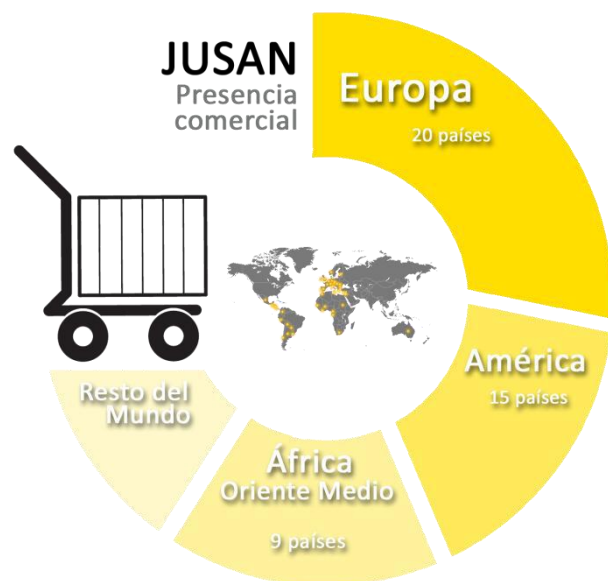 JUSAN
Presencia
comercial
Europa
20 países
América
15 países
África
Oriente Medio
9 países
Resto del
Mundo